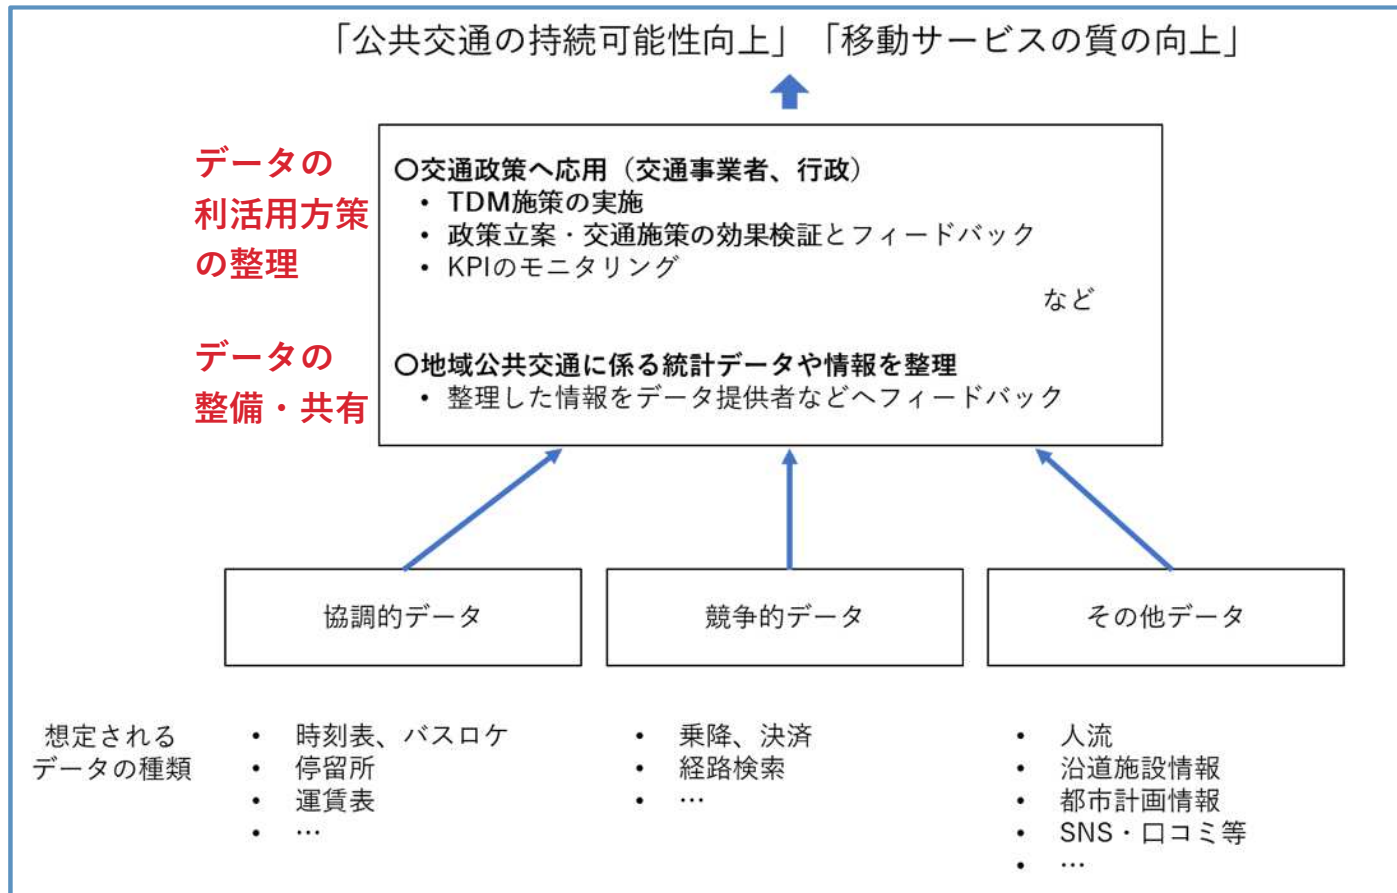 「公共交通の持続可能性向上」「移動サービスの質の向上」
データの
利活用方策
の整理
〇交通政策へ応用（交通事業者、行政）
• TDM施策の実施
• 政策立案・交通施策の効果検証とフィードバック
• KPIのモニタリング
など
データの
整備・共有
〇地域公共交通に係る統計データや情報を整理
• 整理した情報をデータ提供者などへフィードバック
協調的データ
競争的データ
その他データ
想定される
データの種類
• 時刻表、バスロケ
• 停留所
• 運賃表
• …
• 乗降、決済
• 経路検索
• …
• 人流
• 沿道施設情報
• 都市計画情報
• SNS・口コミ等
• …